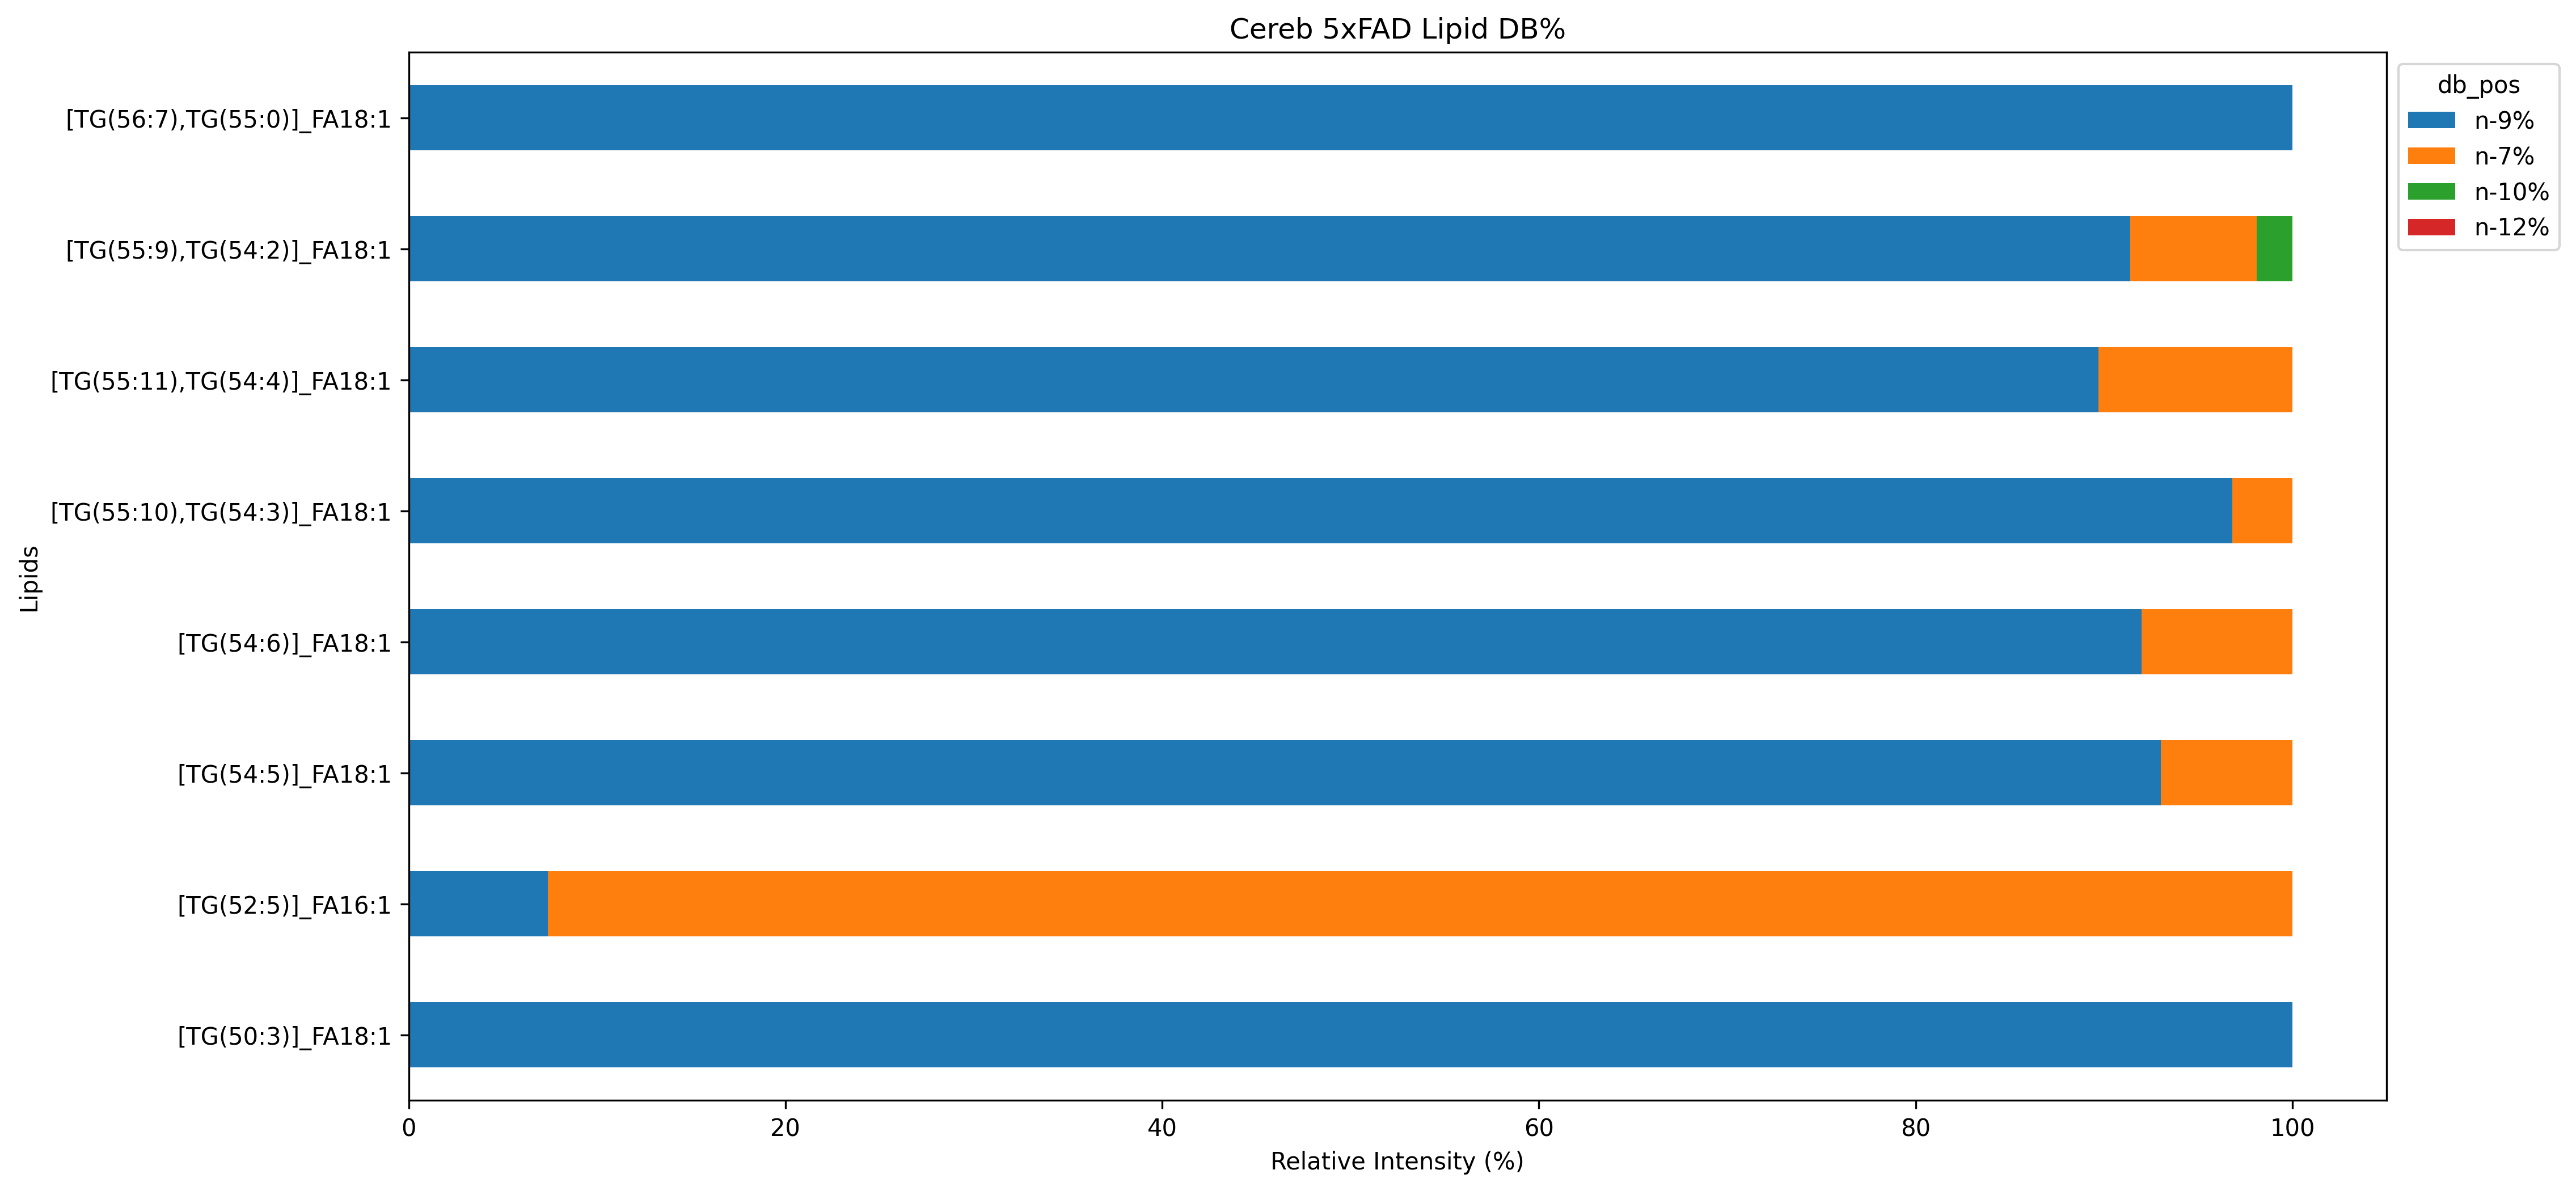 Cereb 5xFAD Lipid DB%
db_pos
n-9%
n-7%
n-10%
n-12%
Lipids
[TG(56:7),TG(55:0)]_FA18:1
[TG(55:9),TG(54:2)]_FA18:1
[TG(55:11),TG(54:4)]_FA18:1
[TG(55:10),TG(54:3)]_FA18:1
[TG(54:6)]_FA18:1
[TG(54:5)]_FA18:1
[TG(52:5)]_FA16:1
[TG(50:3)]_FA18:1
0 20 40 60 80 100
Relative Intensity (%)